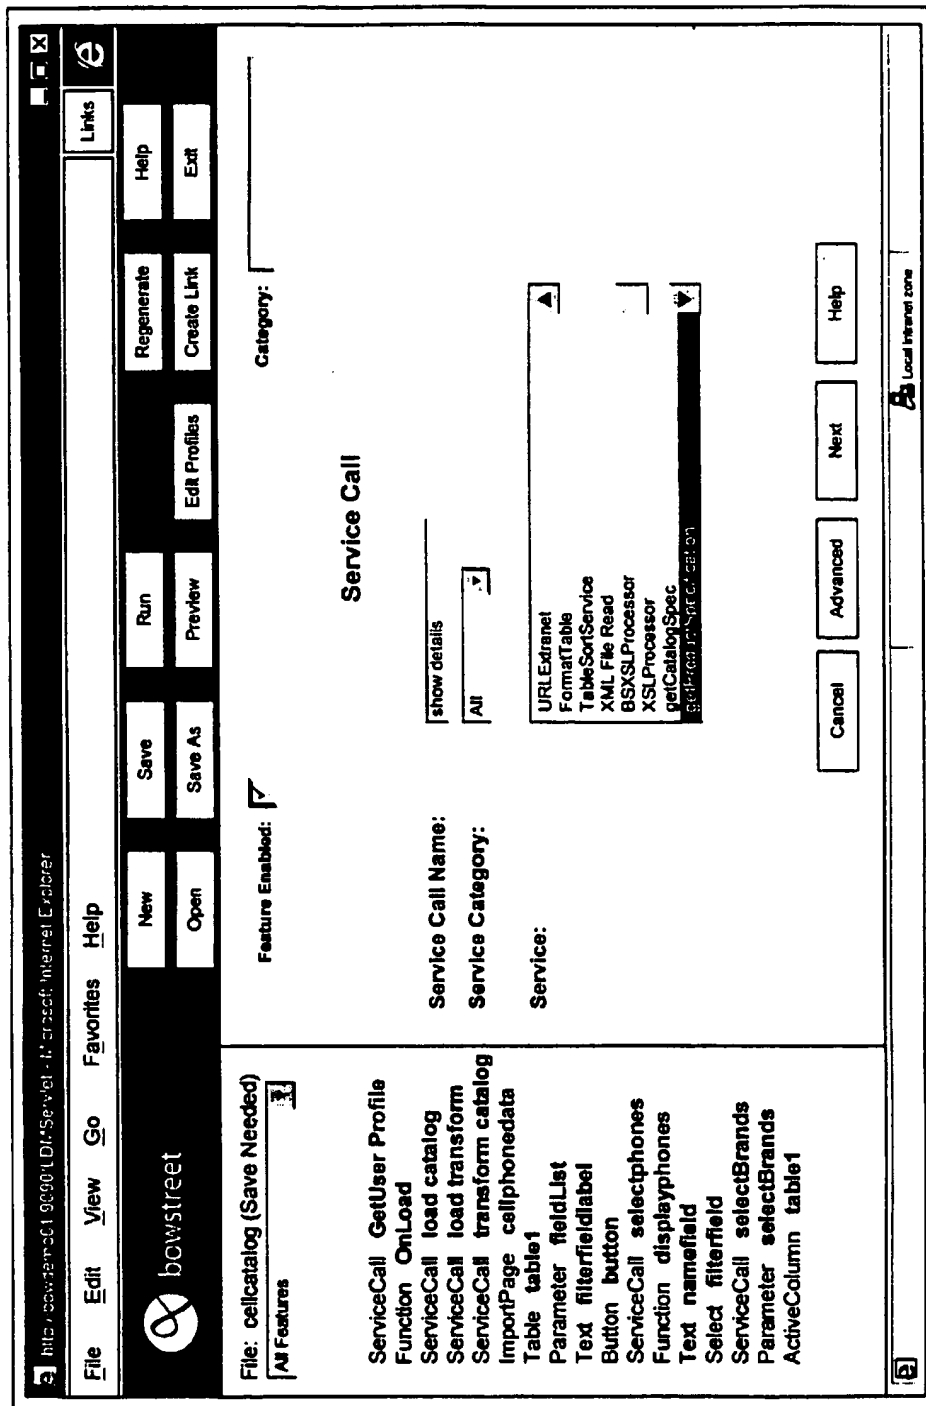 Microsoft Internet Explorer
File Edit View Go Favorites Help
Links
bowstreet
New Save Run Regenerate Help
Open Save As Preview Edit Profiles Create Link Exit
File: cellcatalog (Save Needed)
All Features
ServiceCall GetUser Profile
Function OnLoad
ServiceCall load catalog
ServiceCall load transform
ServiceCall transform catalog
ImportPage cellphonedata
Table table1
Parameter fieldList
Text filterfieldlabel
Button button
ServiceCall selectphones
Function displayphones
Text namefield
Select filterfield
ServiceCall selectBrands
Parameter selectBrands
ActiveColumn table1
Feature Enabled:
Category:
Service Call
Service Call Name: show details
Service Category: All
Service:
URLExtranet
FormatTable
TableSortService
XML File Read
BSXSLProcessor
XSLProcessor
getCatalogSpec
Cancel Advanced Next Help
Local intranet zone